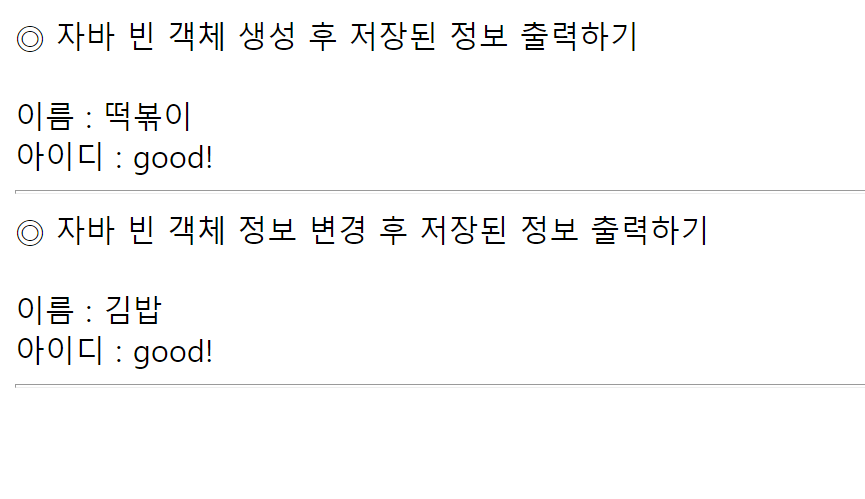 ◎ 자바 빈 객체 생성 후 저장된 정보 출력하기
이름 : 떡볶이
아이디 : good!
◎ 자바 빈 객체 정보 변경 후 저장된 정보 출력하기
이름 : 김밥
아이디 : good!